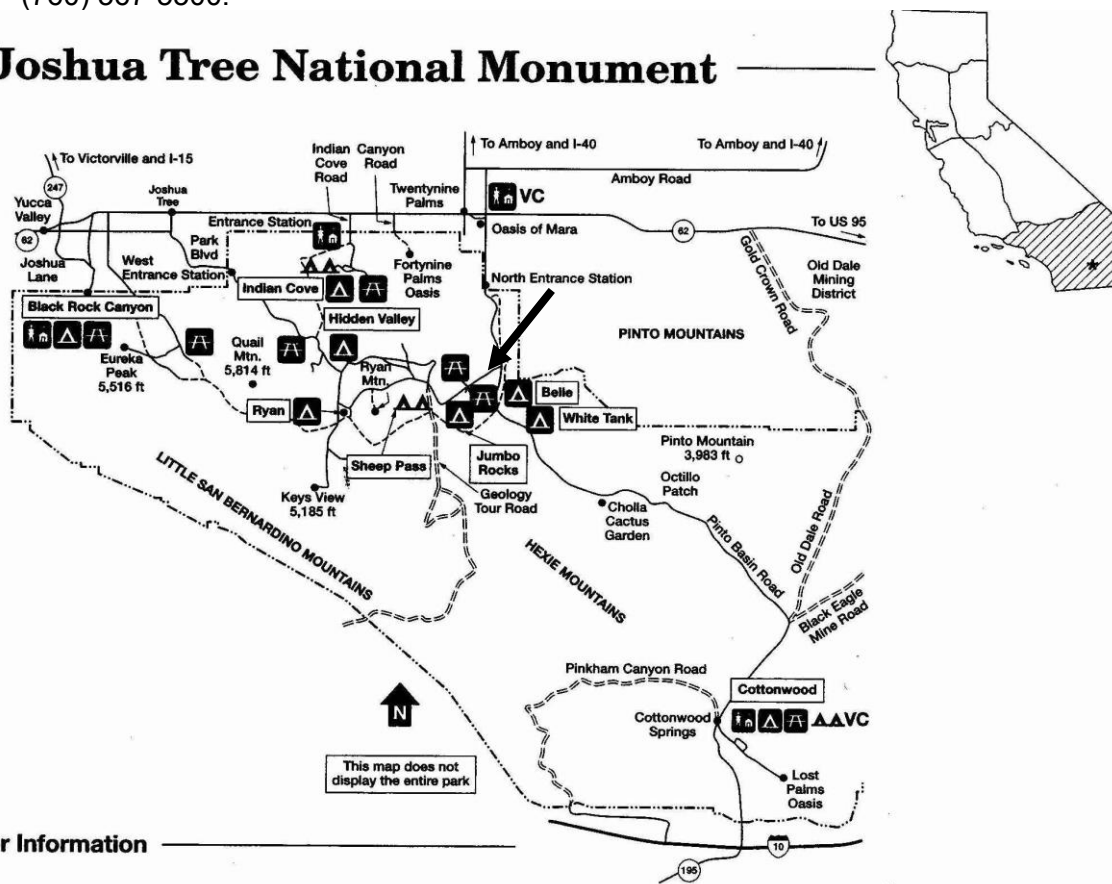 (760) 367-5500.
Joshua Tree National Monument
To Victorville and I-15
247
Yucca
Valley
62
Joshua
Lane
Joshua
Tree
West
Entrance Station
Park
Blvd
Entrance Station
Indian
Cove
Road
Canyon
Road
Twentynine
Palms
VC
To Amboy and I-40
To Amboy and I-40
Amboy Road
Oasis of Mara
62
To US 95
Fortynine
Palms
Oasis
North Entrance Station
Gold Crown Road
Old Dale
Mining
District
Black Rock Canyon
Indian Cove
Hidden Valley
PINTO MOUNTAINS
Eureka
Peak
5,516 ft
Quail
Mtn.
5,814 ft
Ryan
Mtn.
Ryan
Belle
White Tank
Sheep Pass
Jumbo
Rocks
Pinto Mountain
3,983 ft
Octillo
Patch
Keys View
5,185 ft
Geology
Tour Road
Cholla
Cactus
Garden
Pinto Basin Road
Old Dale Road
Black Eagle
Mine Road
LITTLE SAN BERNARDINO MOUNTAINS
HEXIE MOUNTAINS
Pinkham Canyon Road
Cottonwood
VC
Cottonwood
Springs
Lost
Palms
Oasis
N
This map does not
display the entire park
10
195
r Information